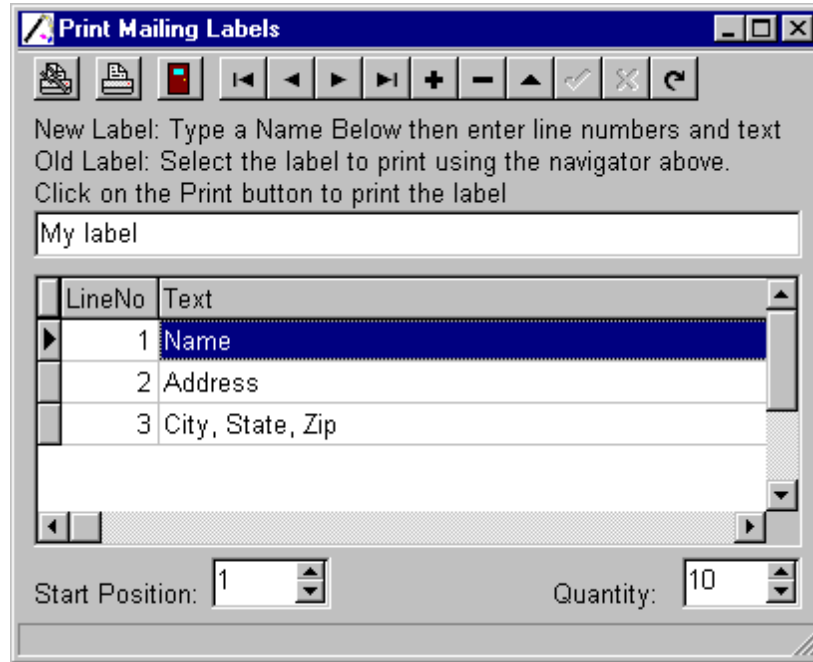 Print Mailing Labels
New Label: Type a Name Below then enter line numbers and text
Old Label: Select the label to print using the navigator above.
Click on the Print button to print the label
My label
LineNo Text
1 Name
2 Address
3 City, State, Zip
Start Position: 1 Quantity: 10